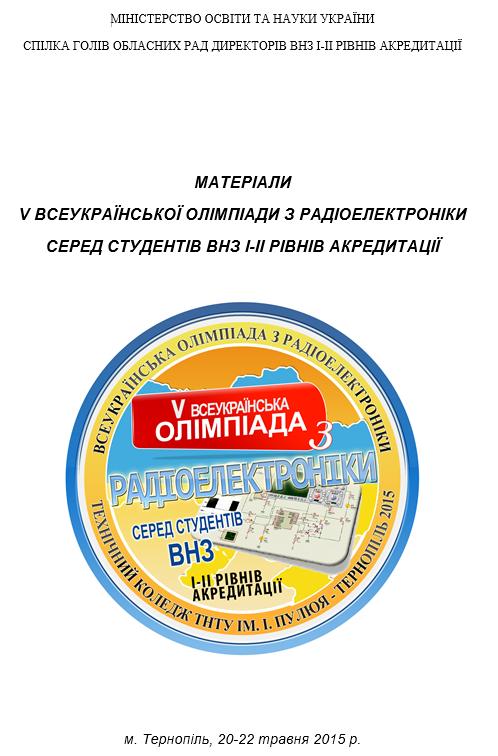 МІНІСТЕРСТВО ОСВІТИ ТА НАУКИ УКРАЇНИ
СПІЛКА ГОЛІВ ОБЛАСНИХ РАД ДИРЕКТОРІВ ВНЗ І-ІІ РІВНІВ АКРЕДИТАЦІЇ
МАТЕРІАЛИ
V ВСЕУКРАЇНСЬКОЇ ОЛІМПІАДИ З РАДІОЕЛЕКТРОНІКИ
СЕРЕД СТУДЕНТІВ ВНЗ І-ІІ РІВНІВ АКРЕДИТАЦІЇ
ВСЕУКРАЇНСЬКА ОЛІМПІАДА З РАДІОЕЛЕКТРОНІКИ
V ВСЕУКРАЇНСЬКА
ОЛІМПІАДА
З
РАДІОЕЛЕКТРОНІКИ
СЕРЕД СТУДЕНТІВ
ВНЗ
І-ІІ РІВНІВ
АКРЕДИТАЦІЇ
ТЕХНІЧНИЙ КОЛЕДЖ ТНТУ ІМ. І. ПУЛЮЯ - ТЕРНОПІЛЬ 2015
м. Тернопіль, 20-22 травня 2015 р.